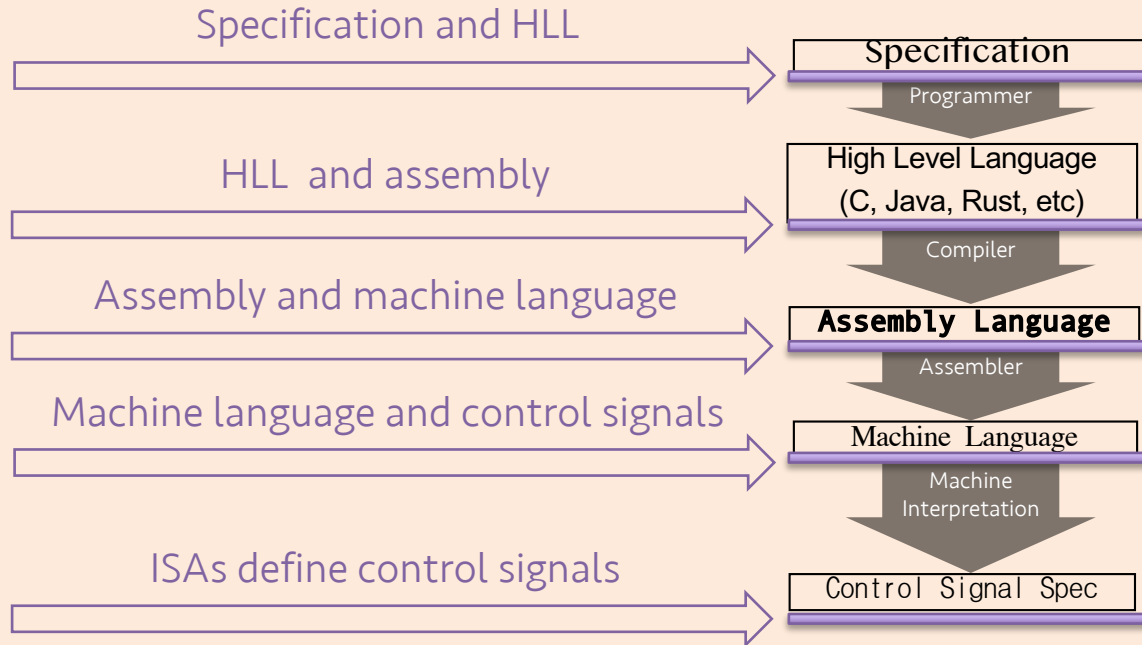 Specification and HLL
Specification
Programmer
HLL and assembly
High Level Language
(C, Java, Rust, etc)
Compiler
Assembly and machine language
Assembly Language
Assembler
Machine language and control signals
Machine Language
Machine
Interpretation
ISAs define control signals
Control Signal Spec